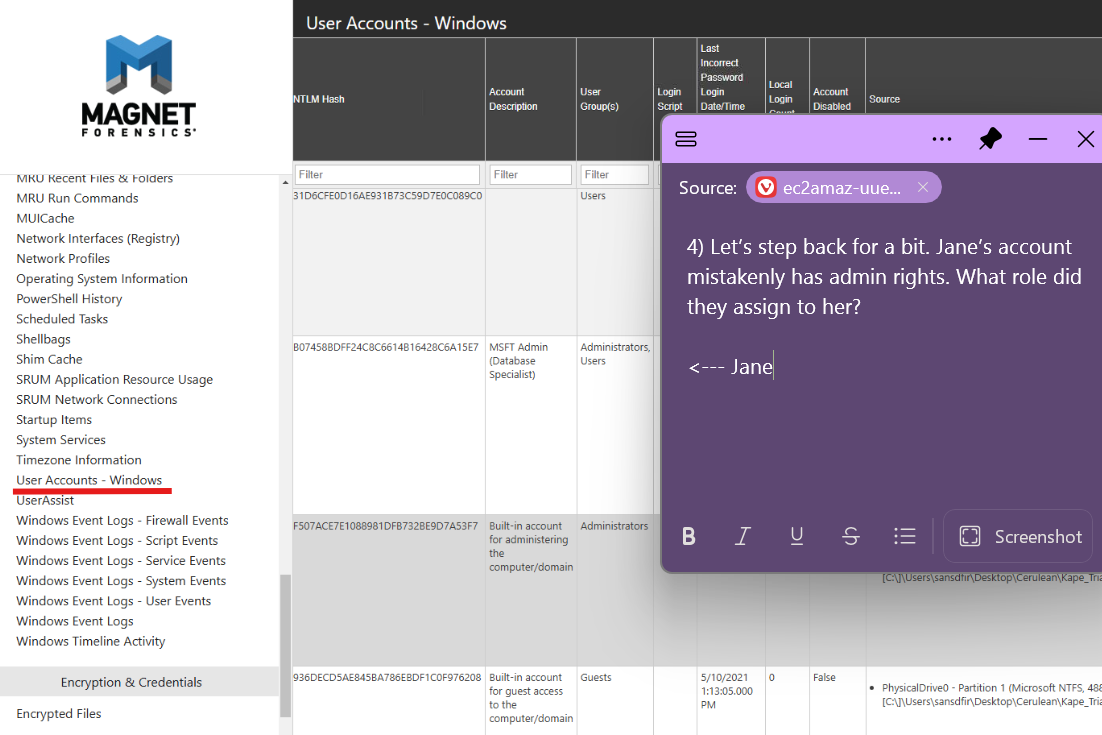 MAGNET
FORENSICS
MRU Recent Files & Folders
MRU Run Commands
MUICache
Network Interfaces (Registry)
Network Profiles
Operating System Information
PowerShell History
Scheduled Tasks
Shellbags
Shim Cache
SRUM Application Resource Usage
SRUM Network Connections
Startup Items
System Services
Timezone Information
User Accounts - Windows
UserAssist
Windows Event Logs - Firewall Events
Windows Event Logs - Script Events
Windows Event Logs - Service Events
Windows Event Logs - System Events
Windows Event Logs - User Events
Windows Event Logs
Windows Timeline Activity
Encryption & Credentials
Encrypted Files
User Accounts - Windows
NTLM Hash
Account
Description
User
Group(s)
Login
Script
Last
Incorrect
Password
Login
Date/Time
Local
Login
Count
Account
Disabled
Source
Filter
Filter
Filter
31D6CFE0D16AE931B73C59D7E0C089C0
Users
B07458BDFF24C8C6614B16428C6A15E7
MSFT Admin
(Database
Specialist)
Administrators,
Users
F507ACE7E1088981DFB732BE9D7A53F7
Built-in account
for administering
the
computer/domain
Administrators
[C:\]\Users\sansdfir\Desktop\Cerulean\Kape_Tria
936DECD5AE845BA786EBDF1C0F976208
Built-in account
for guest access
to the
computer/domain
Guests
5/10/2021
1:13:05.000
PM
0
False
• PhysicalDrive0 - Partition 1 (Microsoft NTFS, 488
[C:\]\Users\sansdfir\Desktop\Cerulean\Kape_Tria
Source: ec2amaz-uue...
4) Let’s step back for a bit. Jane’s account
mistakenly has admin rights. What role did
they assign to her?
<--- Jane
B I U S Screenshot